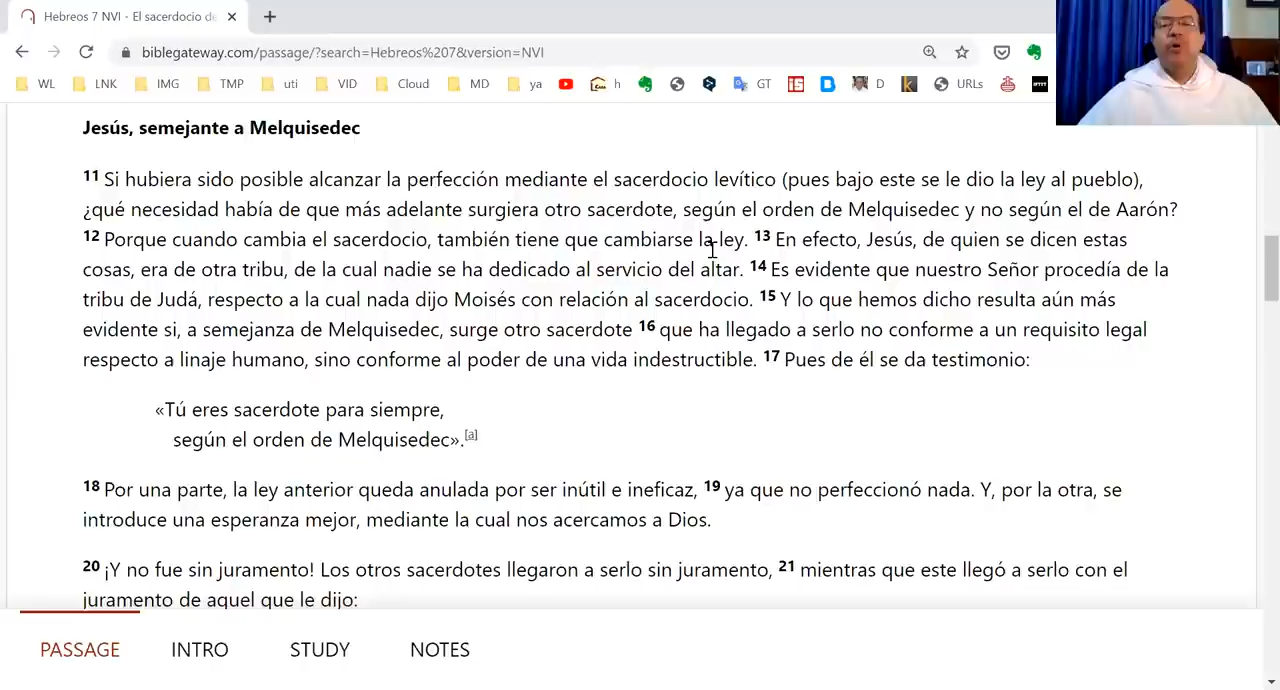 Hebreos 7 NVI - El sacerdocio de
biblegateway.com/passage/?search=Hebreos%207&version=NVI
WL LNK IMG TMP uti VID Cloud MD ya h GT D URLs
Jesús, semejante a Melquisedec
11 Si hubiera sido posible alcanzar la perfección mediante el sacerdocio levítico (pues bajo este se le dio la ley al pueblo),
¿qué necesidad había de que más adelante surgiera otro sacerdote, según el orden de Melquisedec y no según el de Aarón?
12 Porque cuando cambia el sacerdocio, también tiene que cambiarse la ley. 13 En efecto, Jesús, de quien se dicen estas
cosas, era de otra tribu, de la cual nadie se ha dedicado al servicio del altar. 14 Es evidente que nuestro Señor procedía de la
tribu de Judá, respecto a la cual nada dijo Moisés con relación al sacerdocio. 15 Y lo que hemos dicho resulta aún más
evidente si, a semejanza de Melquisedec, surge otro sacerdote 16 que ha llegado a serlo no conforme a un requisito legal
respecto a linaje humano, sino conforme al poder de una vida indestructible. 17 Pues de él se da testimonio:
«Tú eres sacerdote para siempre,
según el orden de Melquisedec».[a]
18 Por una parte, la ley anterior queda anulada por ser inútil e ineficaz, 19 ya que no perfeccionó nada. Y, por la otra, se
introduce una esperanza mejor, mediante la cual nos acercamos a Dios.
20 ¡Y no fue sin juramento! Los otros sacerdotes llegaron a serlo sin juramento, 21 mientras que este llegó a serlo con el
juramento de aquel que le dijo:
PASSAGE INTRO STUDY NOTES